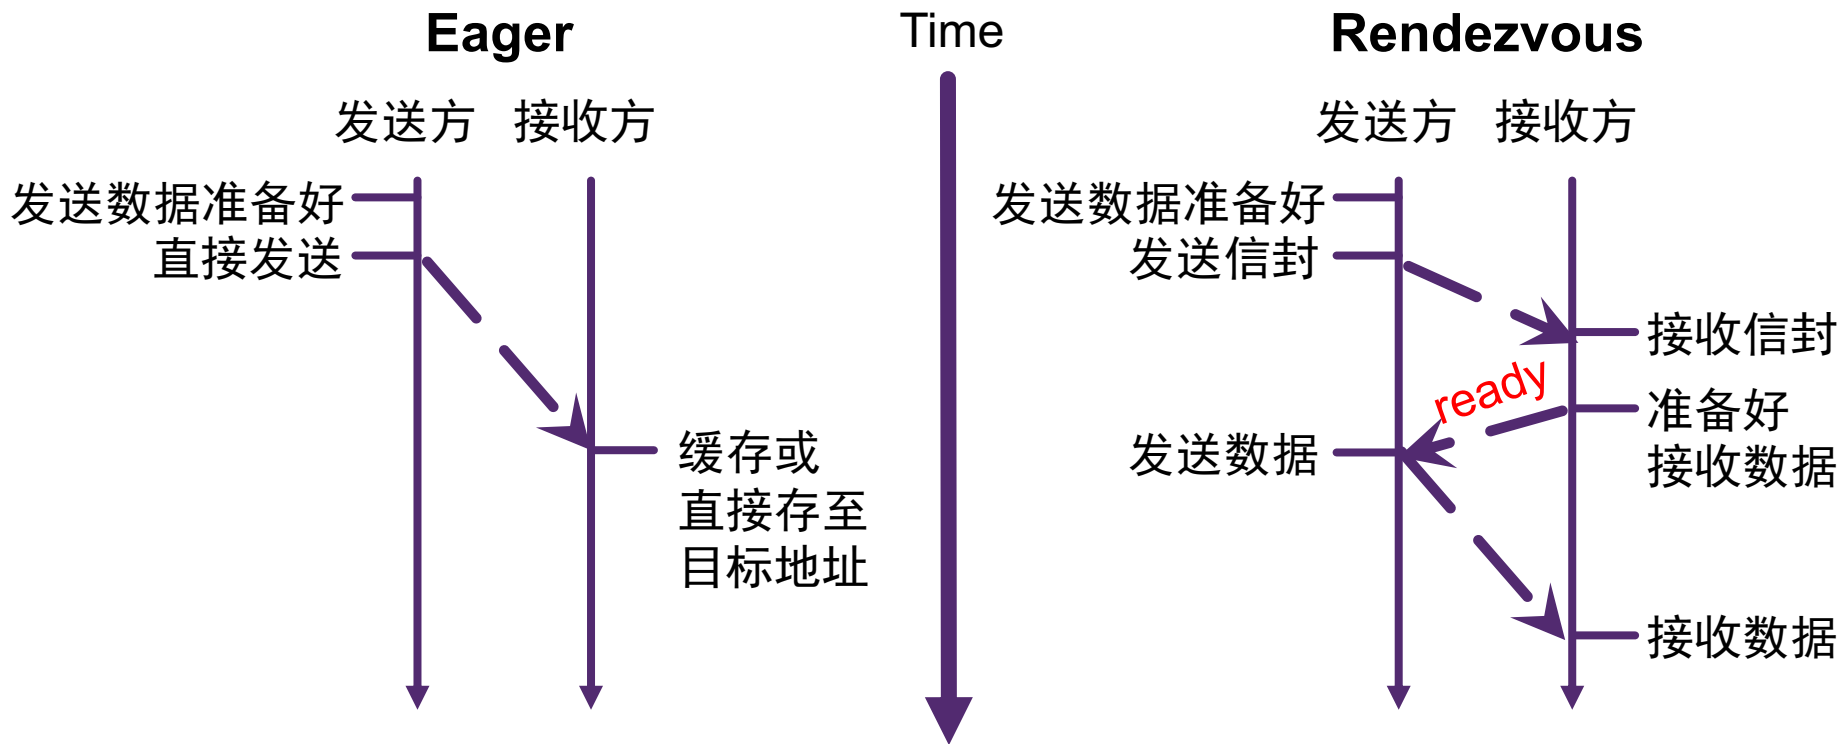 Eager
Time
Rendezvous
发送方 接收方
发送方 接收方
发送数据准备好
直接发送
缓存或
直接存至
目标地址
发送数据准备好
发送信封
接收信封
ready
准备好
接收数据
发送数据
接收数据